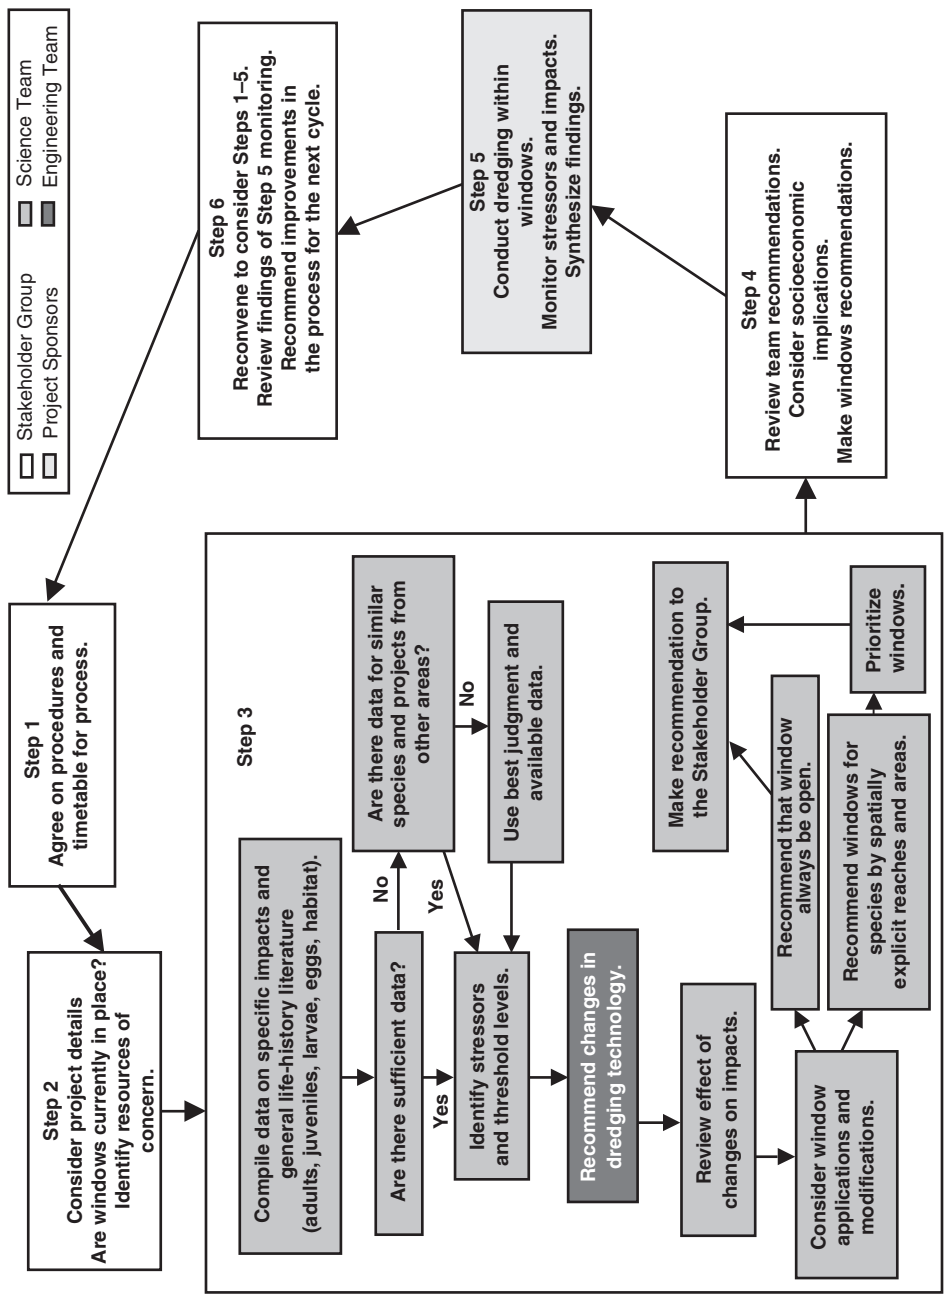 Stakeholder Group
Project Sponsors
Science Team
Engineering Team
Step 1
Agree on procedures and
timetable for process.
Step 2
Consider project details
Are windows currently in place?
Identify resources of
concern.
Step 3
Compile data on specific impacts and
general life-history literature
(adults, juveniles, larvae, eggs, habitat).
Are there sufficient data?
No
Yes
Are there data for similar
species and projects from
other areas?
Yes
No
Use best judgment and
available data.
Identify stressors
and threshold levels.
Recommend changes in
dredging technology.
Review effect of
changes on impacts.
Consider window
applications and
modifications.
Recommend that window
always be open.
Recommend windows for
species by spatially
explicit reaches and areas.
Prioritize
windows.
Make recommendation to
the Stakeholder Group.
Step 4
Review team recommendations.
Consider socioeconomic
implications.
Make windows recommendations.
Step 5
Conduct dredging within
windows.
Monitor stressors and impacts.
Synthesize findings.
Step 6
Reconvene to consider Steps 1–5.
Review findings of Step 5 monitoring.
Recommend improvements in
the process for the next cycle.